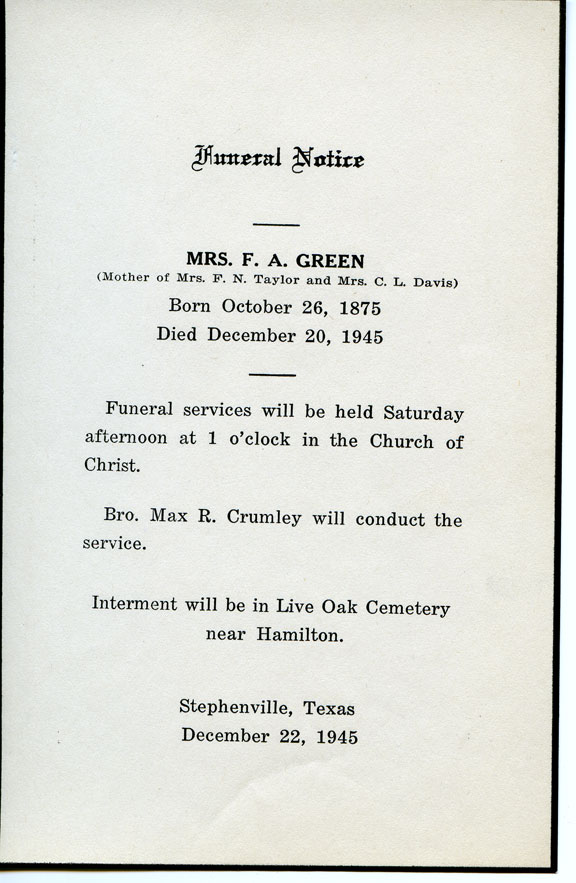 Funeral Notice
MRS. F. A. GREEN
(Mother of Mrs. F. N. Taylor and Mrs. C. L. Davis)
Born October 26, 1875
Died December 20, 1945
Funeral services will be held Saturday
afternoon at 1 o'clock in the Church of
Christ.
Bro. Max R. Crumley will conduct the
service.
Interment will be in Live Oak Cemetery
near Hamilton.
Stephenville, Texas
December 22, 1945